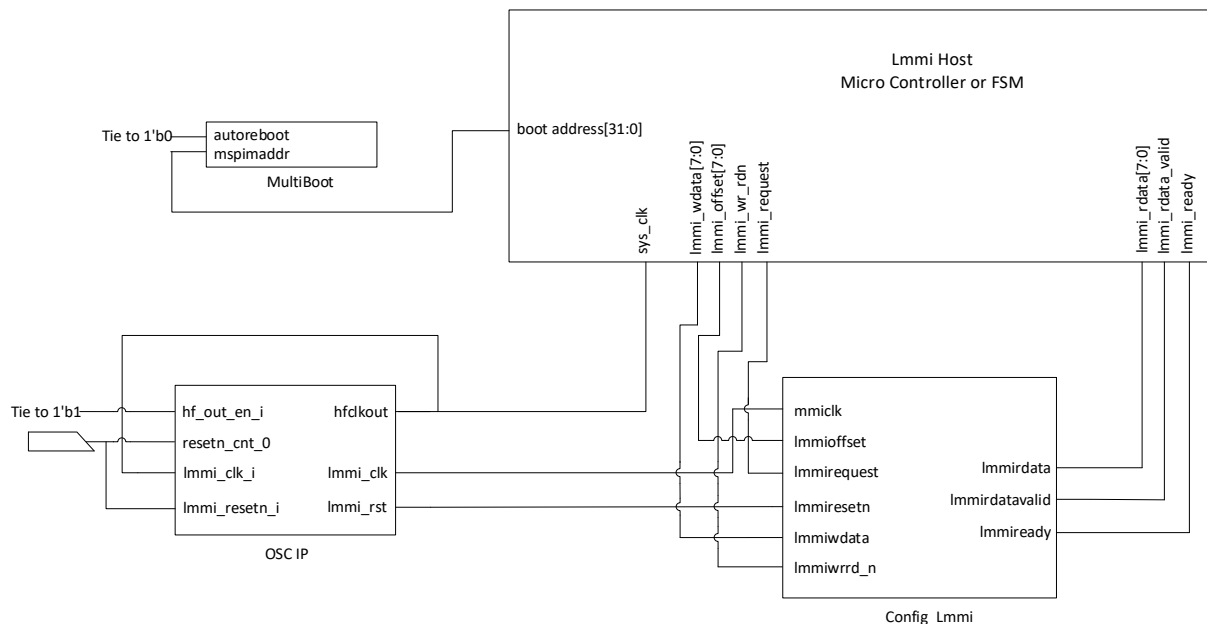 Lmmi Host
Micro Controller or FSM
boot address[31:0]
Tie to 1'b0
autoreboot
mspimaddr
MultiBoot
sys_clk
lmmi_wdata[7:0]
lmmi_offset[7:0]
lmmi_wr_rdn
lmmi_request
lmmi_rdata[7:0]
lmmi_rdata_valid
lmmi_ready
Tie to 1'b1
hf_out_en_i
hfclkout
resetn_cnt_0
lmmi_clk_i
lmmi_clk
lmmi_resetn_i
lmmi_rst
OSC IP
mmiclk
lmmioffset
lmmirequest
lmmiresetn
lmmiwdata
lmmiwrrd_n
lmmirdata
lmmirdatavalid
lmmiready
Config_Lmmi